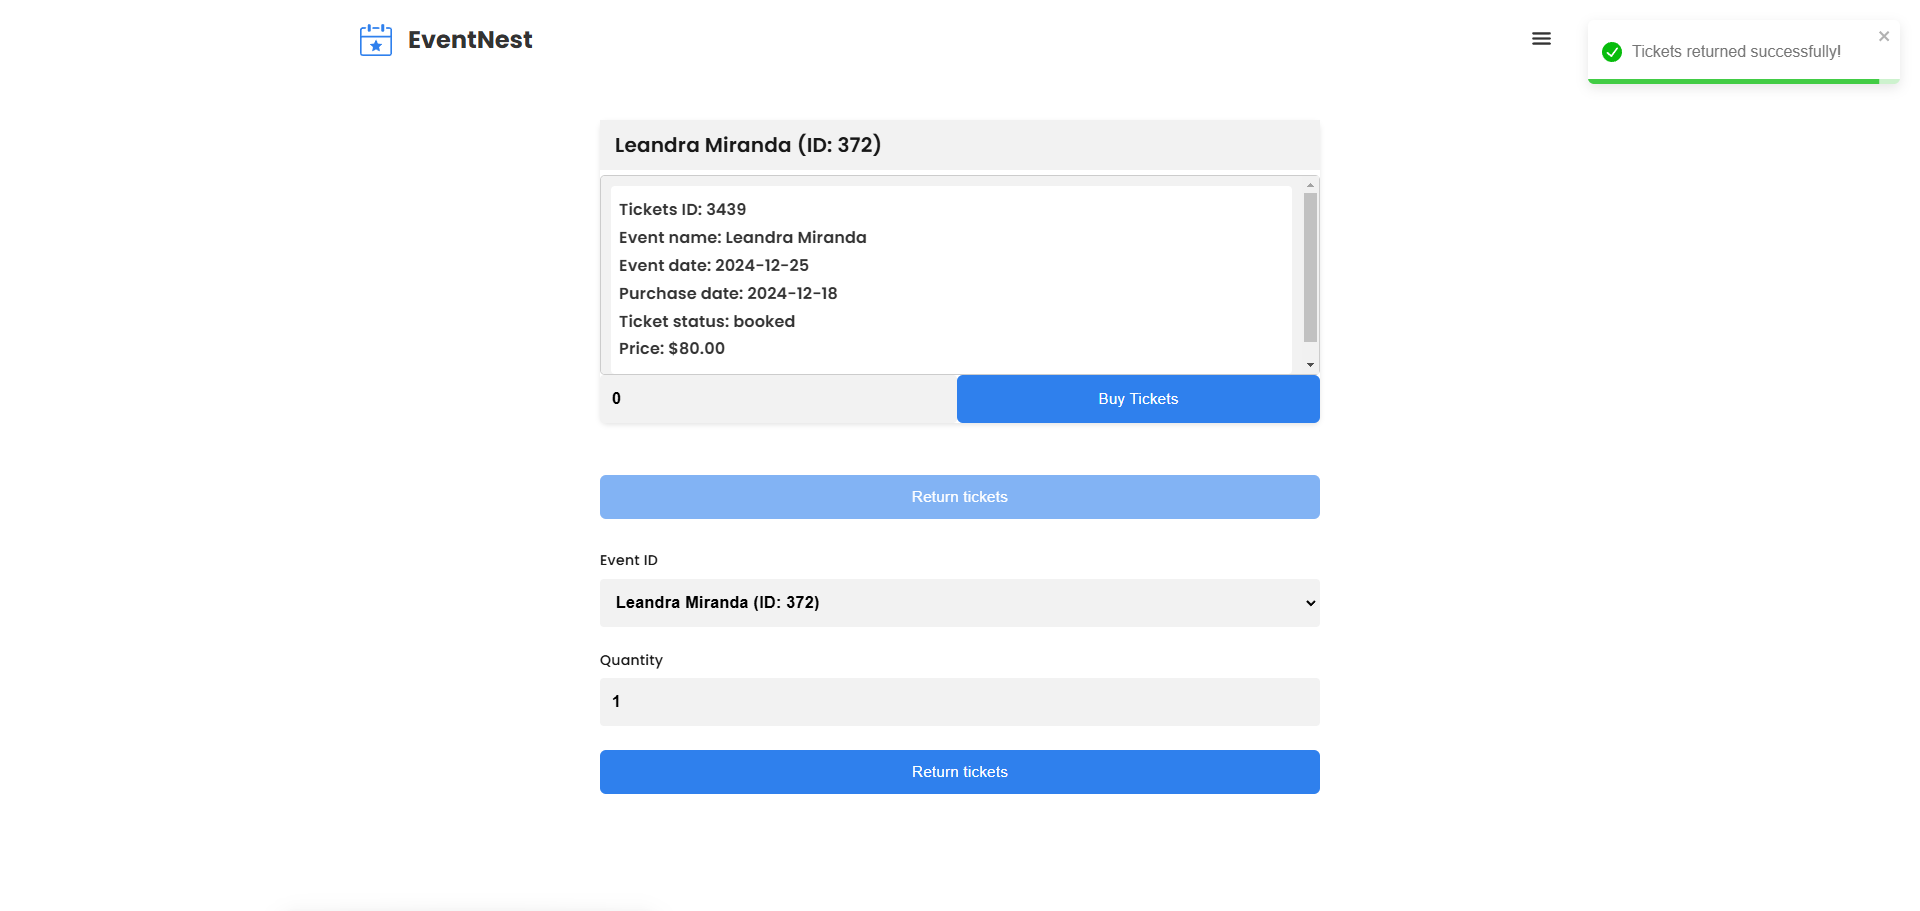 EventNest
Tickets returned successfully!
Leandra Miranda (ID: 372)
Tickets ID: 3439
Event name: Leandra Miranda
Event date: 2024-12-25
Purchase date: 2024-12-18
Ticket status: booked
Price: $80.00
0
Buy Tickets
Return tickets
Event ID
Leandra Miranda (ID: 372)
Quantity
1
Return tickets